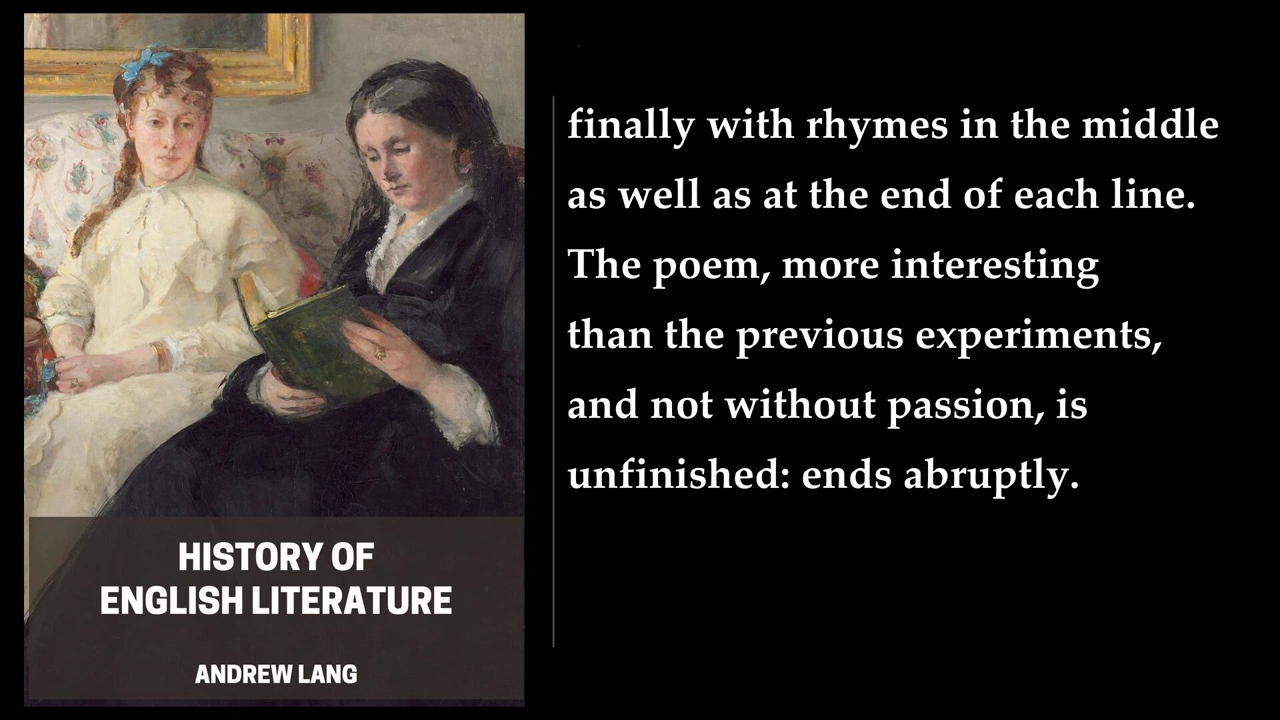 HISTORY OF
ENGLISH LITERATURE
ANDREW LANG
finally with rhymes in the middle
as well as at the end of each line.
The poem, more interesting
than the previous experiments,
and not without passion, is
unfinished: ends abruptly.